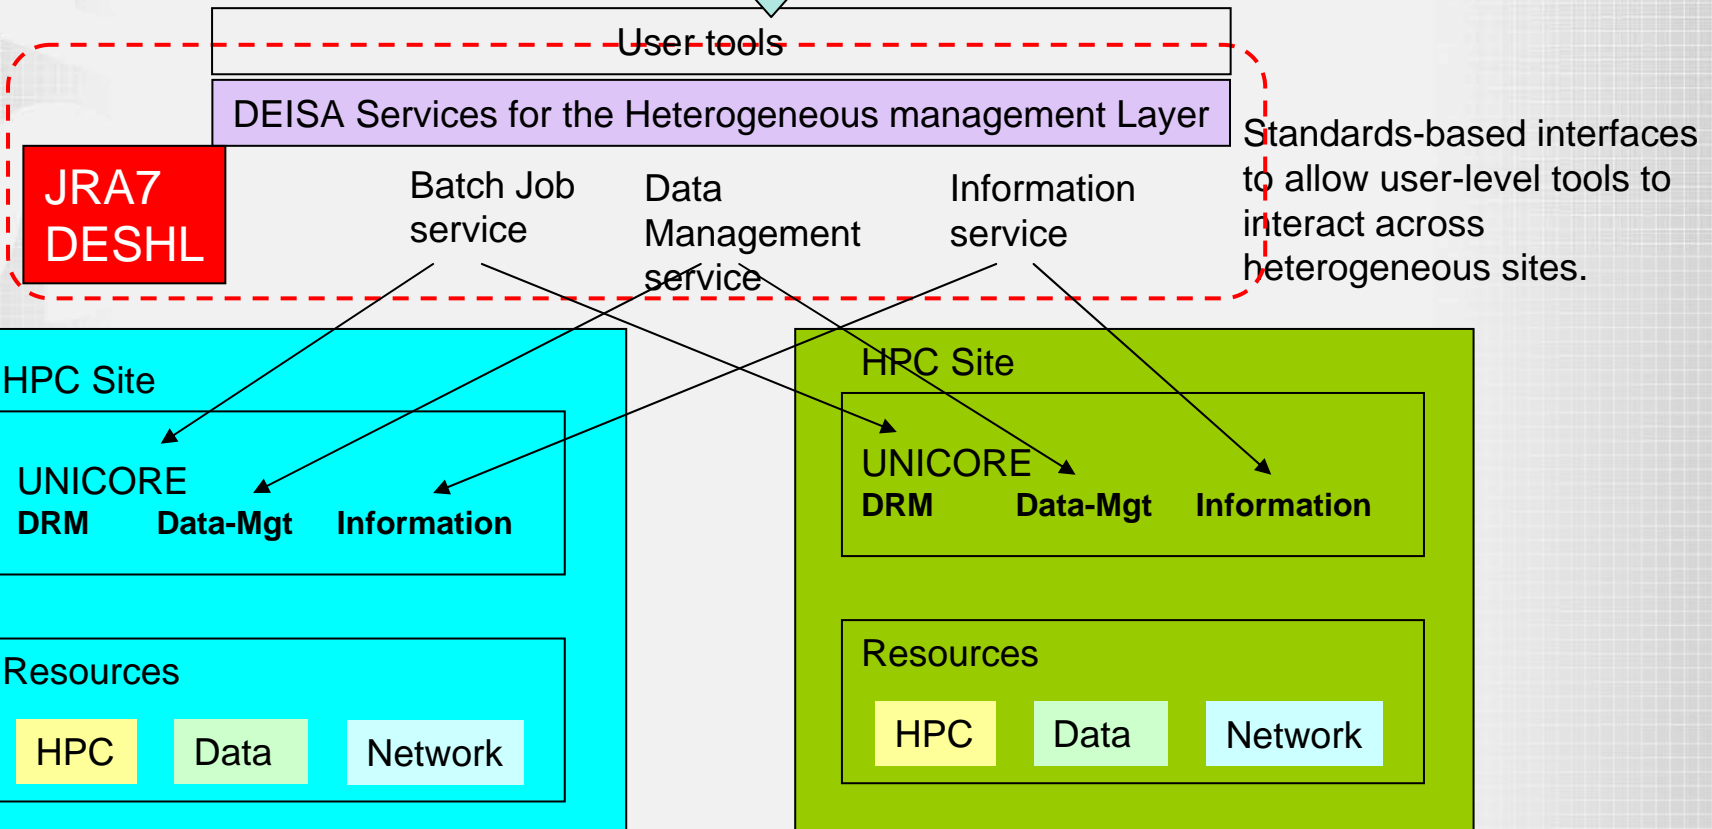 User tools
DEISA Services for the Heterogeneous management Layer
JRA7
DESHL
Batch Job
service
Data
Management
service
Information
service
Standards-based interfaces
to allow user-level tools to
interact across
heterogeneous sites.
HPC Site
UNICORE
DRM Data-Mgt Information
Resources
HPC Data Network
HPC Site
UNICORE
DRM Data-Mgt Information
Resources
HPC Data Network